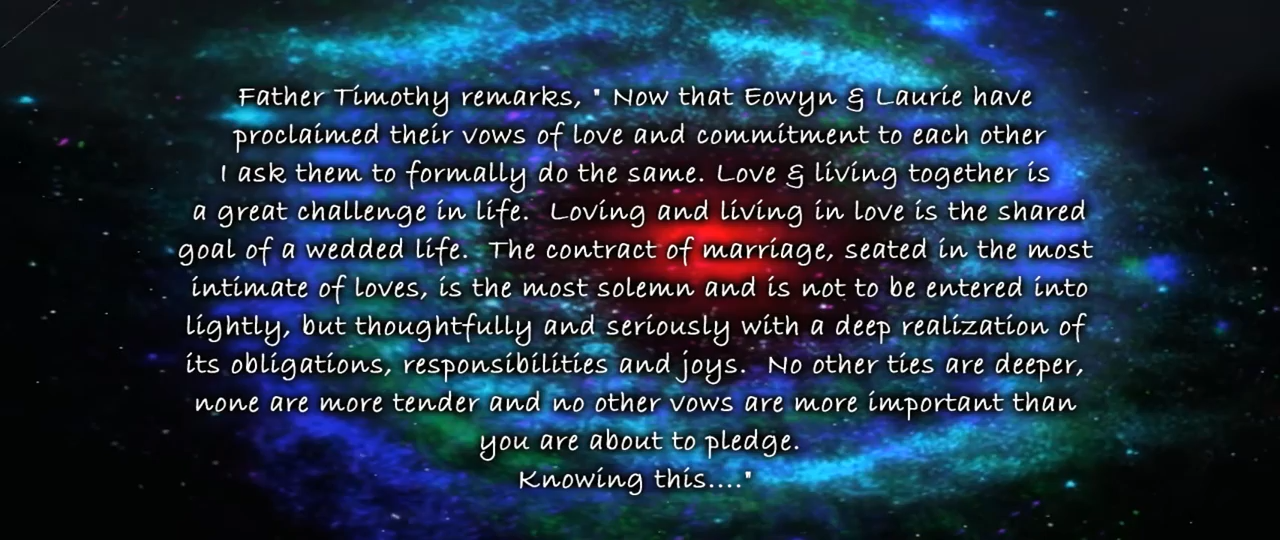 Father Timothy remarks, " Now that Eowyn & Laurie have
proclaimed their vows of love and commitment to each other
I ask them to formally do the same. Love & living together is
a great challenge in life. Loving and living in love is the shared
goal of a wedded life. The contract of marriage, seated in the most
intimate of loves, is the most solemn and is not to be entered into
lightly, but thoughtfully and seriously with a deep realization of
its obligations, responsibilities and joys. No other ties are deeper,
none are more tender and no other vows are more important than
you are about to pledge.
Knowing this...."